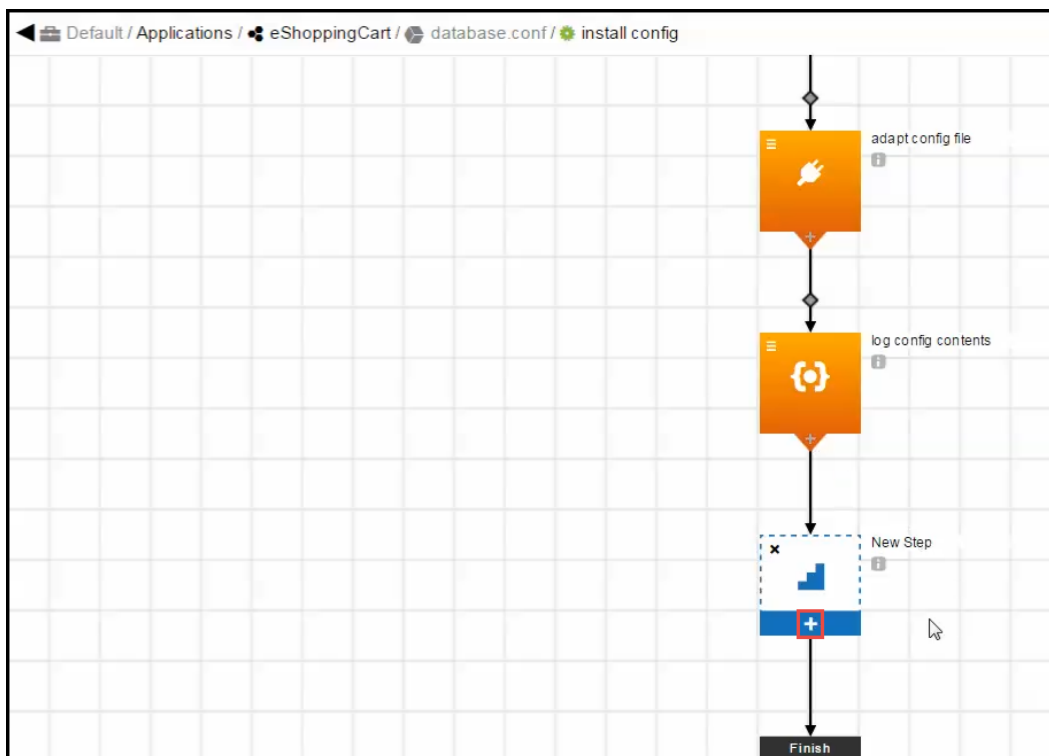 Default / Applications / eShoppingCart / database.conf / install config
adapt config file
log config contents
New Step
Finish